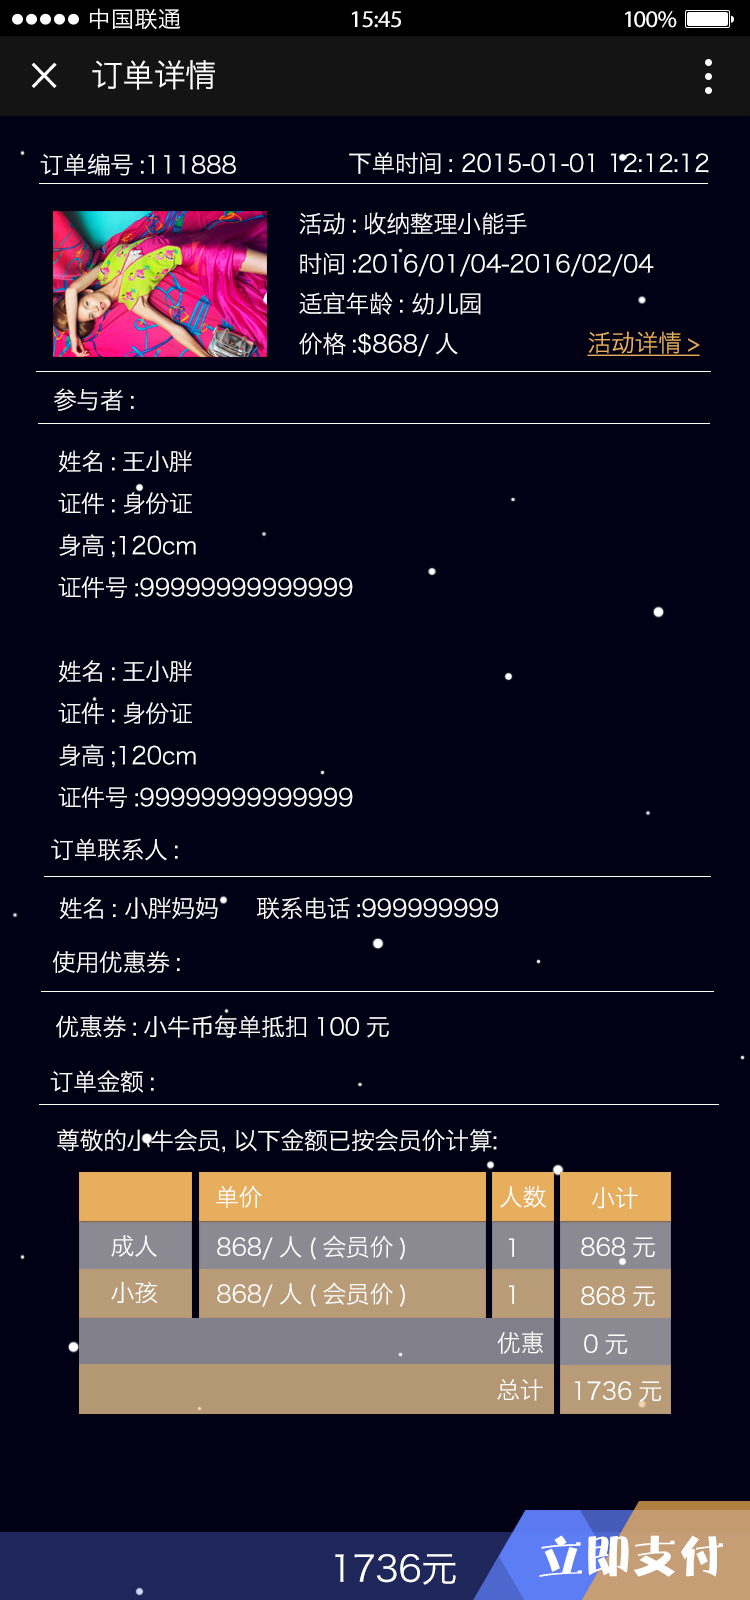 中国联通 15:45 100%
订单详情
订单编号 :111888 下单时间 : 2015-01-01 12:12:12
活动 : 收纳整理小能手
时间 :2016/01/04-2016/02/04
适宜年龄 : 幼儿园
价格 :$868/ 人 活动详情 >
参与者 :
姓名 : 王小胖
证件 : 身份证
身高 ;120cm
证件号 :99999999999999
姓名 : 王小胖
证件 : 身份证
身高 ;120cm
证件号 :99999999999999
订单联系人 :
姓名 : 小胖妈妈 联系电话 :999999999
使用优惠券 :
优惠券 : 小牛币每单抵扣 100 元
订单金额 :
尊敬的小牛会员, 以下金额已按会员价计算:
单价 人数 小计
成人 868/ 人 ( 会员价 ) 1 868 元
小孩 868/ 人 ( 会员价 ) 1 868 元
优惠 0 元
总计 1736 元
1736元 立即支付